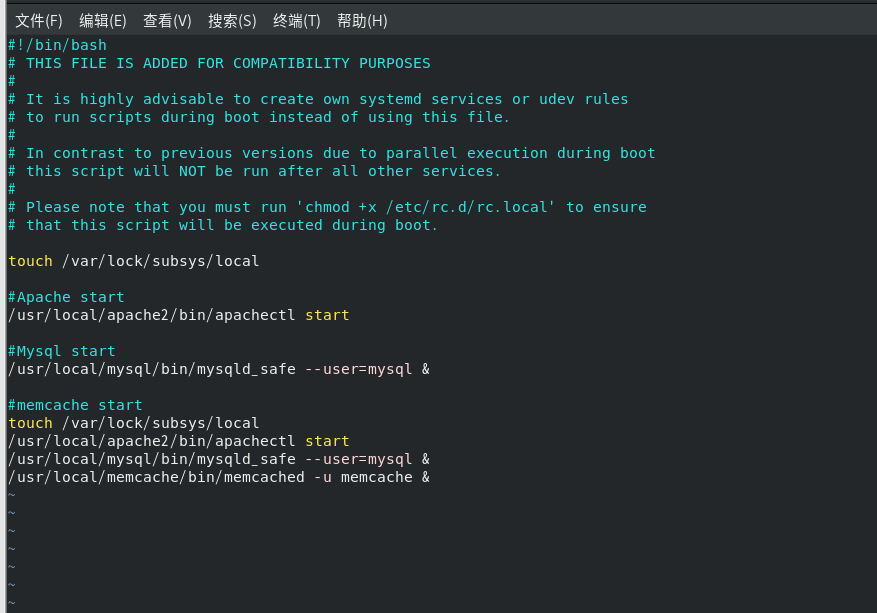 文件(F) 编辑(E) 查看(V) 搜索(S) 终端(T) 帮助(H)
#!/bin/bash
# THIS FILE IS ADDED FOR COMPATIBILITY PURPOSES
#
# It is highly advisable to create own systemd services or udev rules
# to run scripts during boot instead of using this file.
#
# In contrast to previous versions due to parallel execution during boot
# this script will NOT be run after all other services.
#
# Please note that you must run 'chmod +x /etc/rc.d/rc.local' to ensure
# that this script will be executed during boot.
touch /var/lock/subsys/local
#Apache start
/usr/local/apache2/bin/apachectl start
#Mysql start
/usr/local/mysql/bin/mysqld_safe --user=mysql &
#memcache start
touch /var/lock/subsys/local
/usr/local/apache2/bin/apachectl start
/usr/local/mysql/bin/mysqld_safe --user=mysql &
/usr/local/memcache/bin/memcached -u memcache &
~
~
~
~
~
~
~